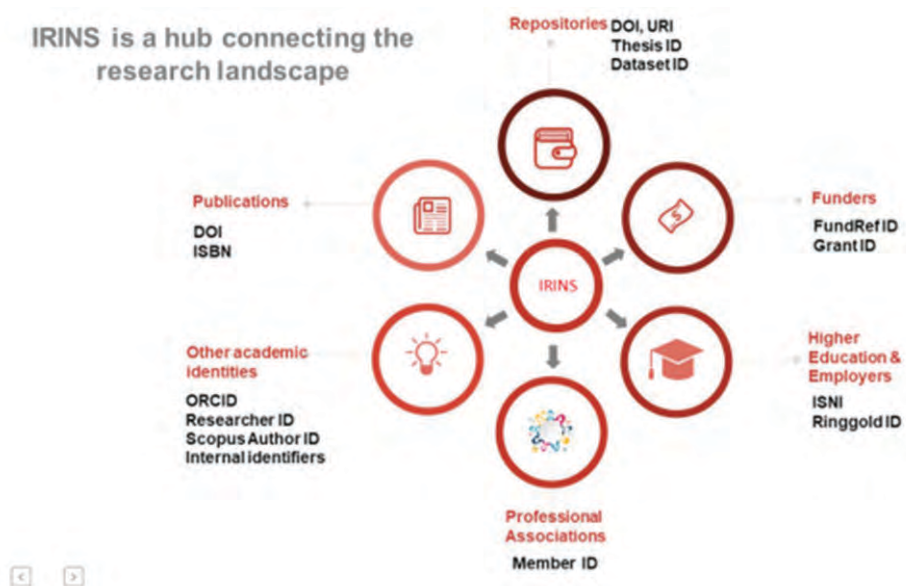 IRINS is a hub connecting the
research landscape
Repositories DOI, URI
Thesis ID
Dataset ID
Publications
DOI
ISBN
Funders
FundRef ID
Grant ID
IRINS
Other academic
identities
ORCID
Researcher ID
Scopus Author ID
Internal identifiers
Higher
Education &
Employers
ISNI
Ringgold ID
Professional
Associations
Member ID